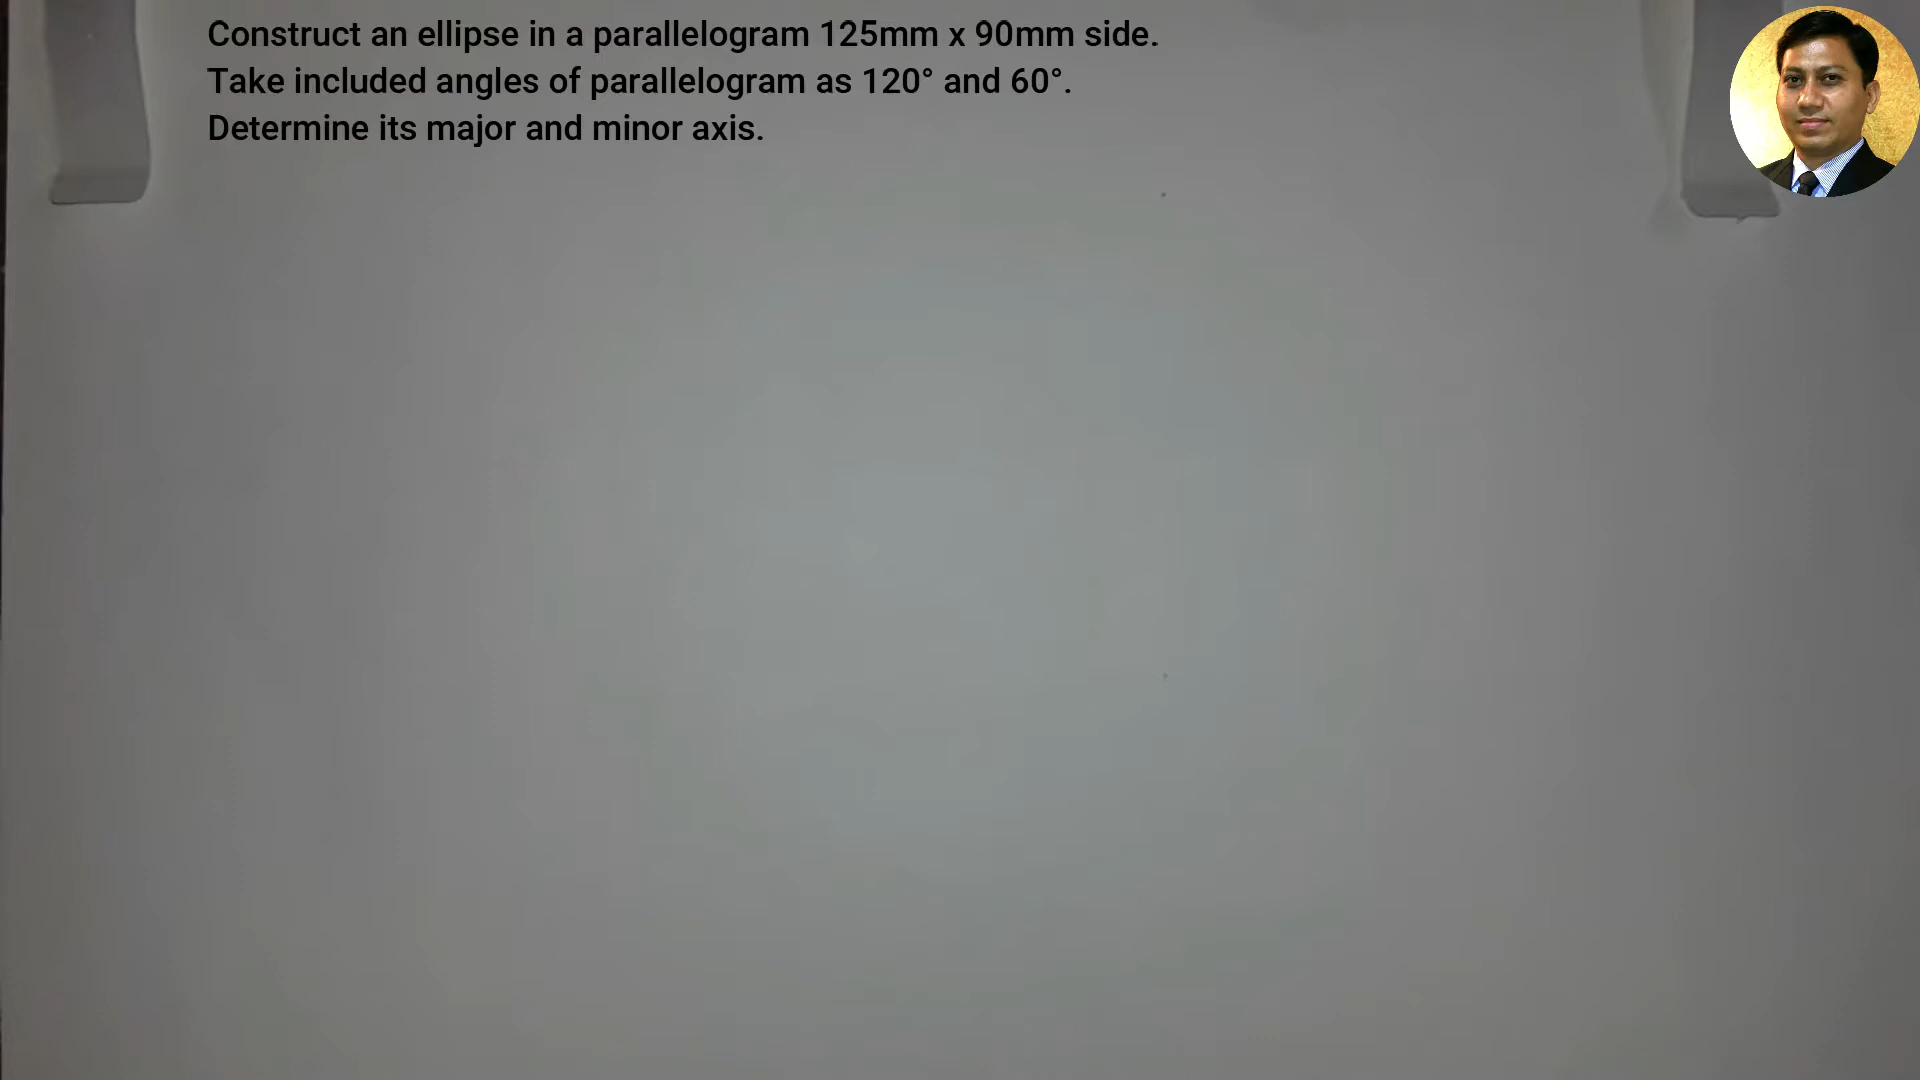 Construct an ellipse in a parallelogram 125mm x 90mm side.
Take included angles of parallelogram as 120° and 60°.
Determine its major and minor axis.